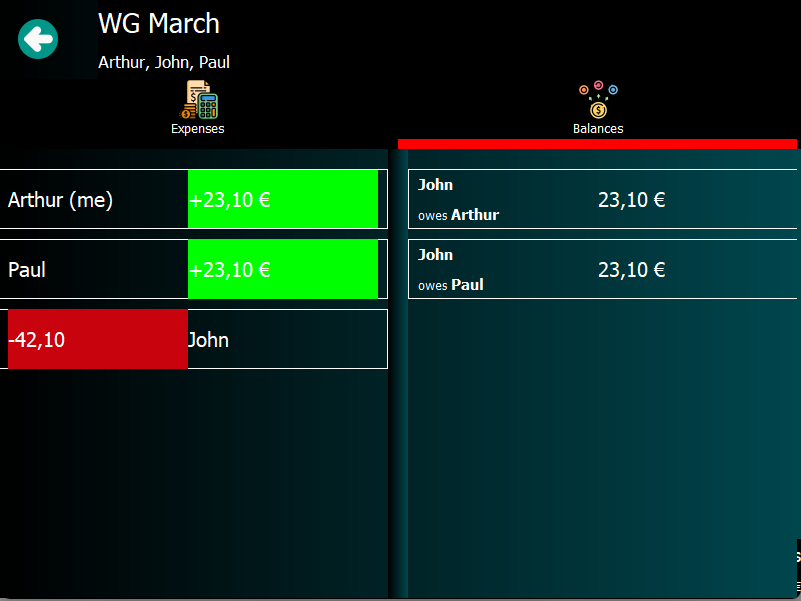 WG March
Arthur, John, Paul
Expenses
Balances
Arthur (me) +23,10 €
Paul +23,10 €
-42,10 John
John
owes Arthur 23,10 €
John
owes Paul 23,10 €